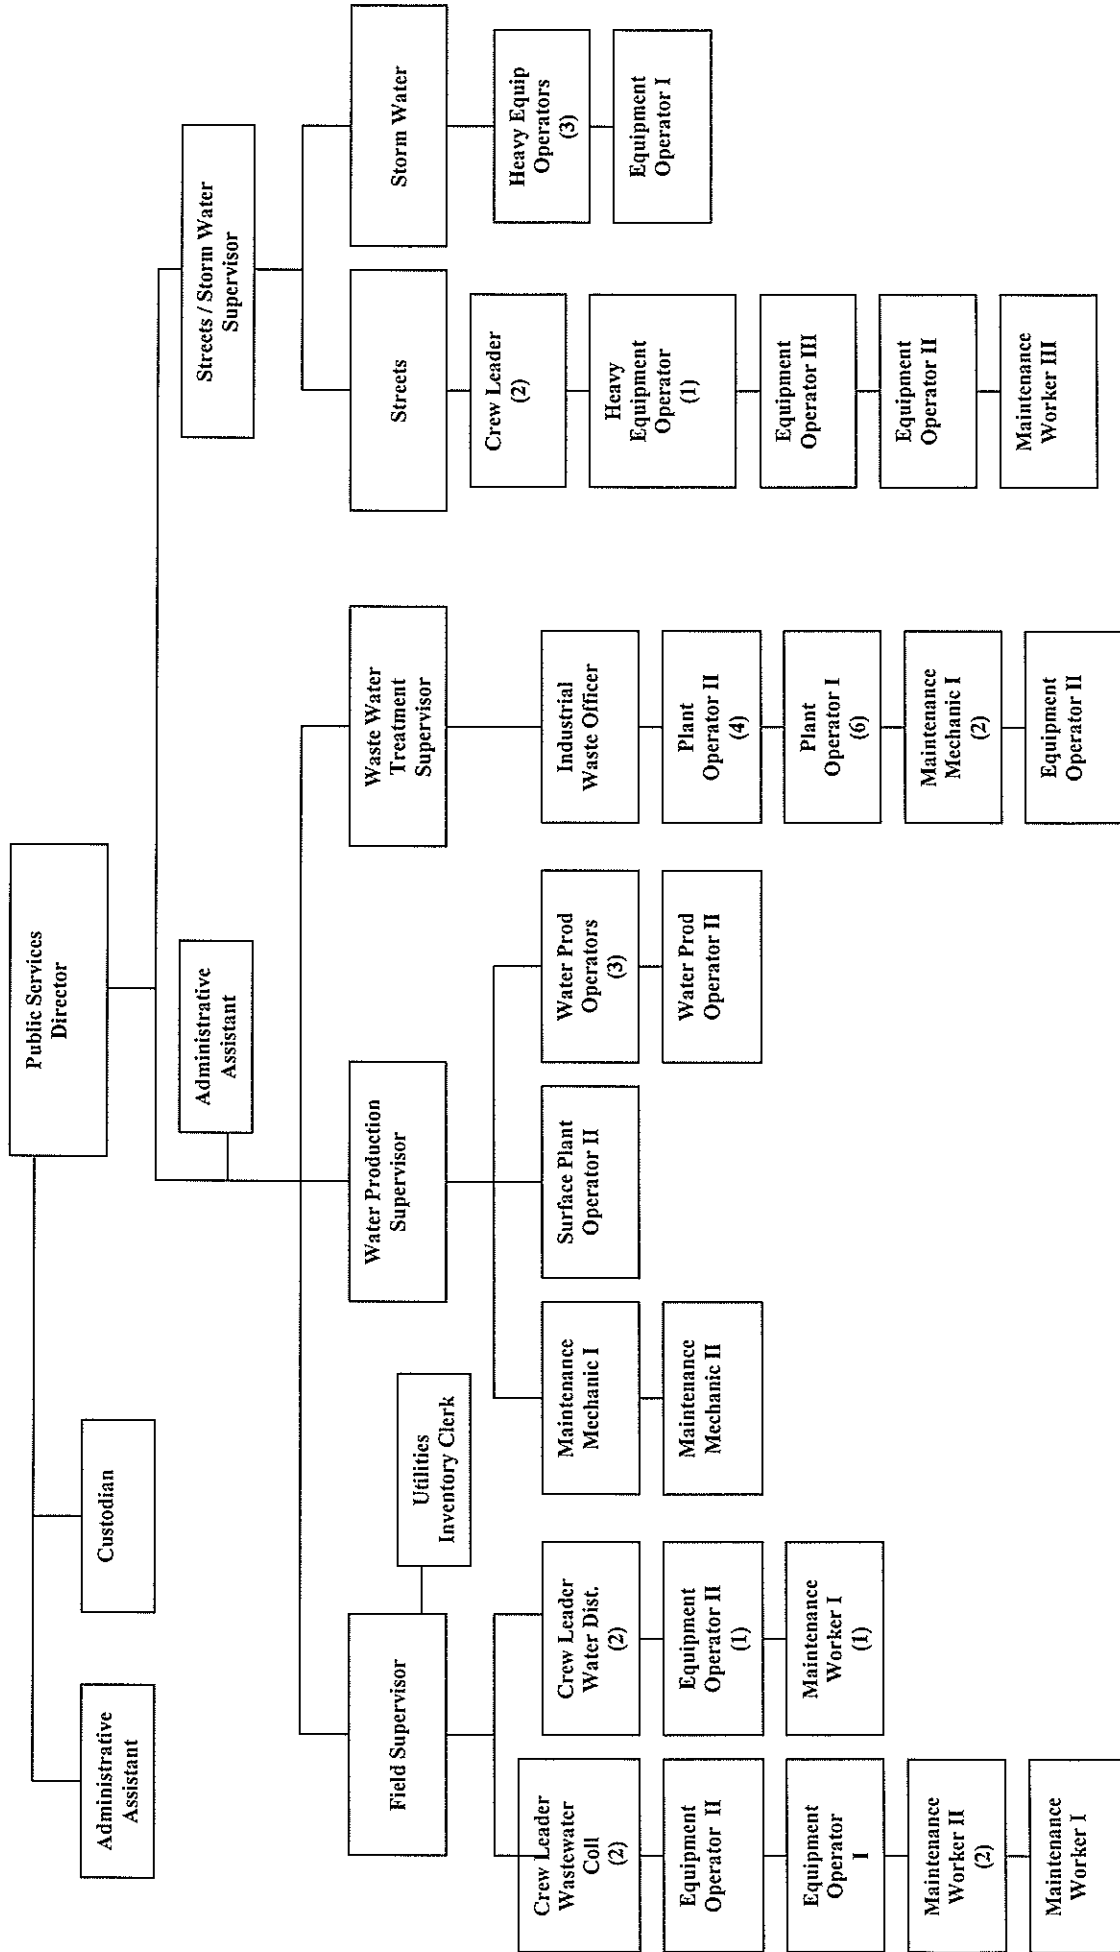 Public Services
Director
Administrative
Assistant
Custodian
Administrative
Assistant
Streets / Storm Water
Supervisor
Field Supervisor
Utilities
Inventory Clerk
Water Production
Supervisor
Waste Water
Treatment
Supervisor
Streets
Storm Water
Crew Leader
Wastewater
Coll
(2)
Equipment
Operator II
Equipment
Operator
I
Maintenance
Worker II
(2)
Maintenance
Worker I
Crew Leader
Water Dist.
(2)
Equipment
Operator II
(1)
Maintenance
Worker I
(1)
Maintenance
Mechanic I
Maintenance
Mechanic II
Surface Plant
Operator II
Water Prod
Operators
(3)
Water Prod
Operator II
Industrial
Waste Officer
Plant
Operator II
(4)
Plant
Operator I
(6)
Maintenance
Mechanic I
(2)
Equipment
Operator II
Crew Leader
(2)
Heavy
Equipment
Operator
(1)
Equipment
Operator III
Equipment
Operator II
Maintenance
Worker III
Heavy Equip
Operators
(3)
Equipment
Operator I